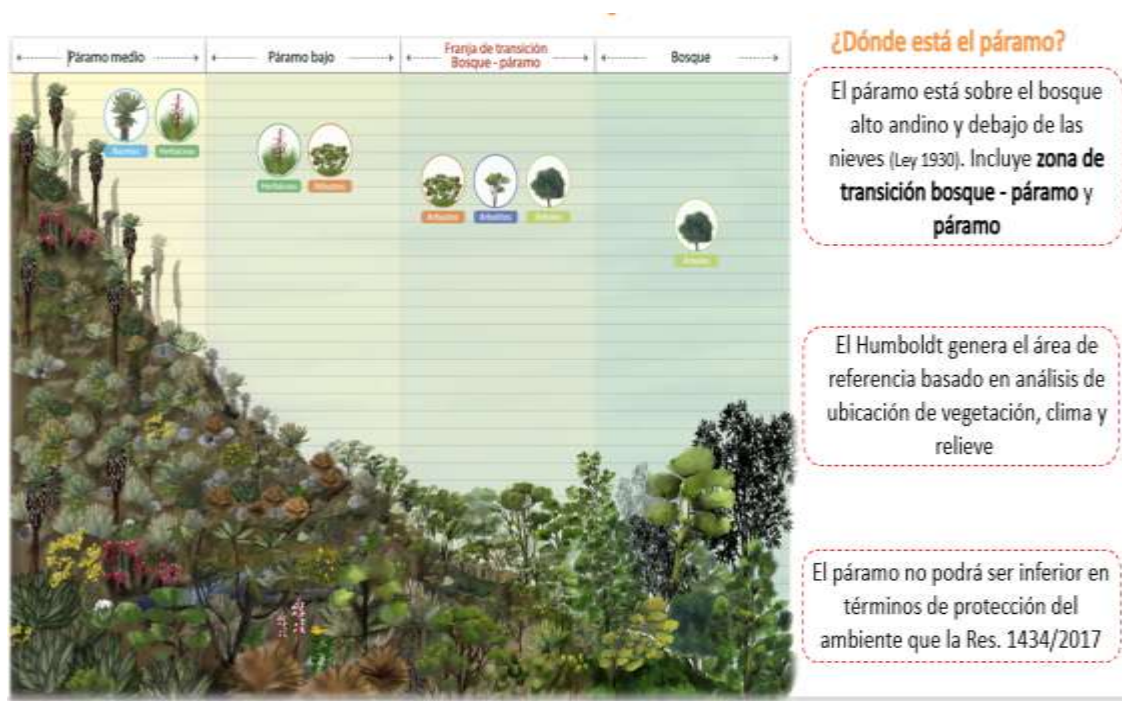 Páramo medio
Páramo bajo
Franja de transición
Bosque - páramo
Bosque
Herbáceas
Herbáceas
Arbustos
Arbustos
Arbolitos
Árboles
Árboles
¿Dónde está el páramo?
El páramo está sobre el bosque
alto andino y debajo de las
nieves (Ley 1930). Incluye zona de
transición bosque - páramo y
páramo
El Humboldt genera el área de
referencia basado en análisis de
ubicación de vegetación, clima y
relieve
El páramo no podrá ser inferior en
términos de protección del
ambiente que la Res. 1434/2017